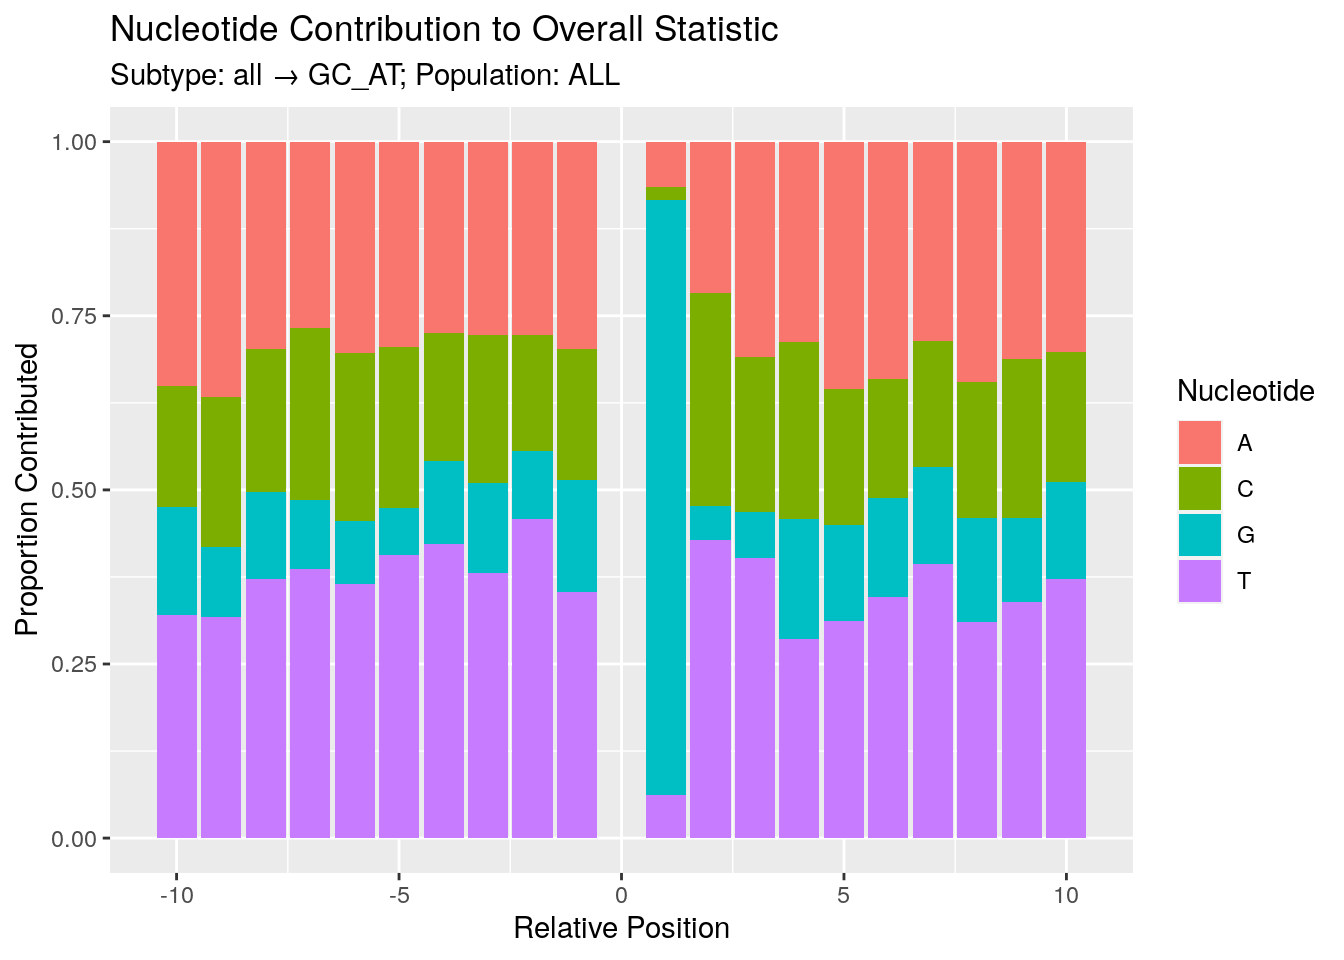 Nucleotide Contribution to Overall Statistic
Subtype: all → GC_AT; Population: ALL
Proportion Contributed
1.00
0.75
0.50
0.25
0.00
-10
-5
0
5
10
Relative Position
Nucleotide
A
C
G
T